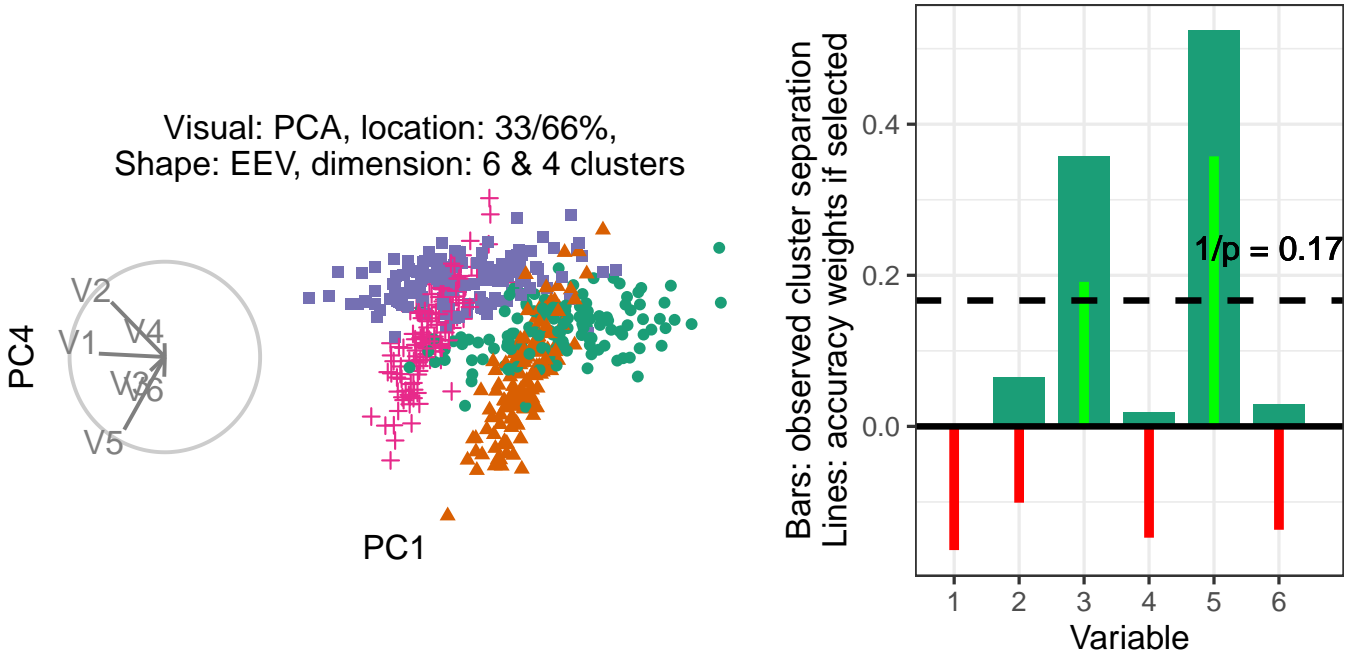 Visual: PCA, location: 33/66%,
Shape: EEV, dimension: 6 & 4 clusters
PC4
V2
V1
V4
V3
V6
V5
PC1
Bars: observed cluster separation
Lines: accuracy weights if selected
0.4
0.2
0.0
1/p = 0.17
1 2 3 4 5 6
Variable